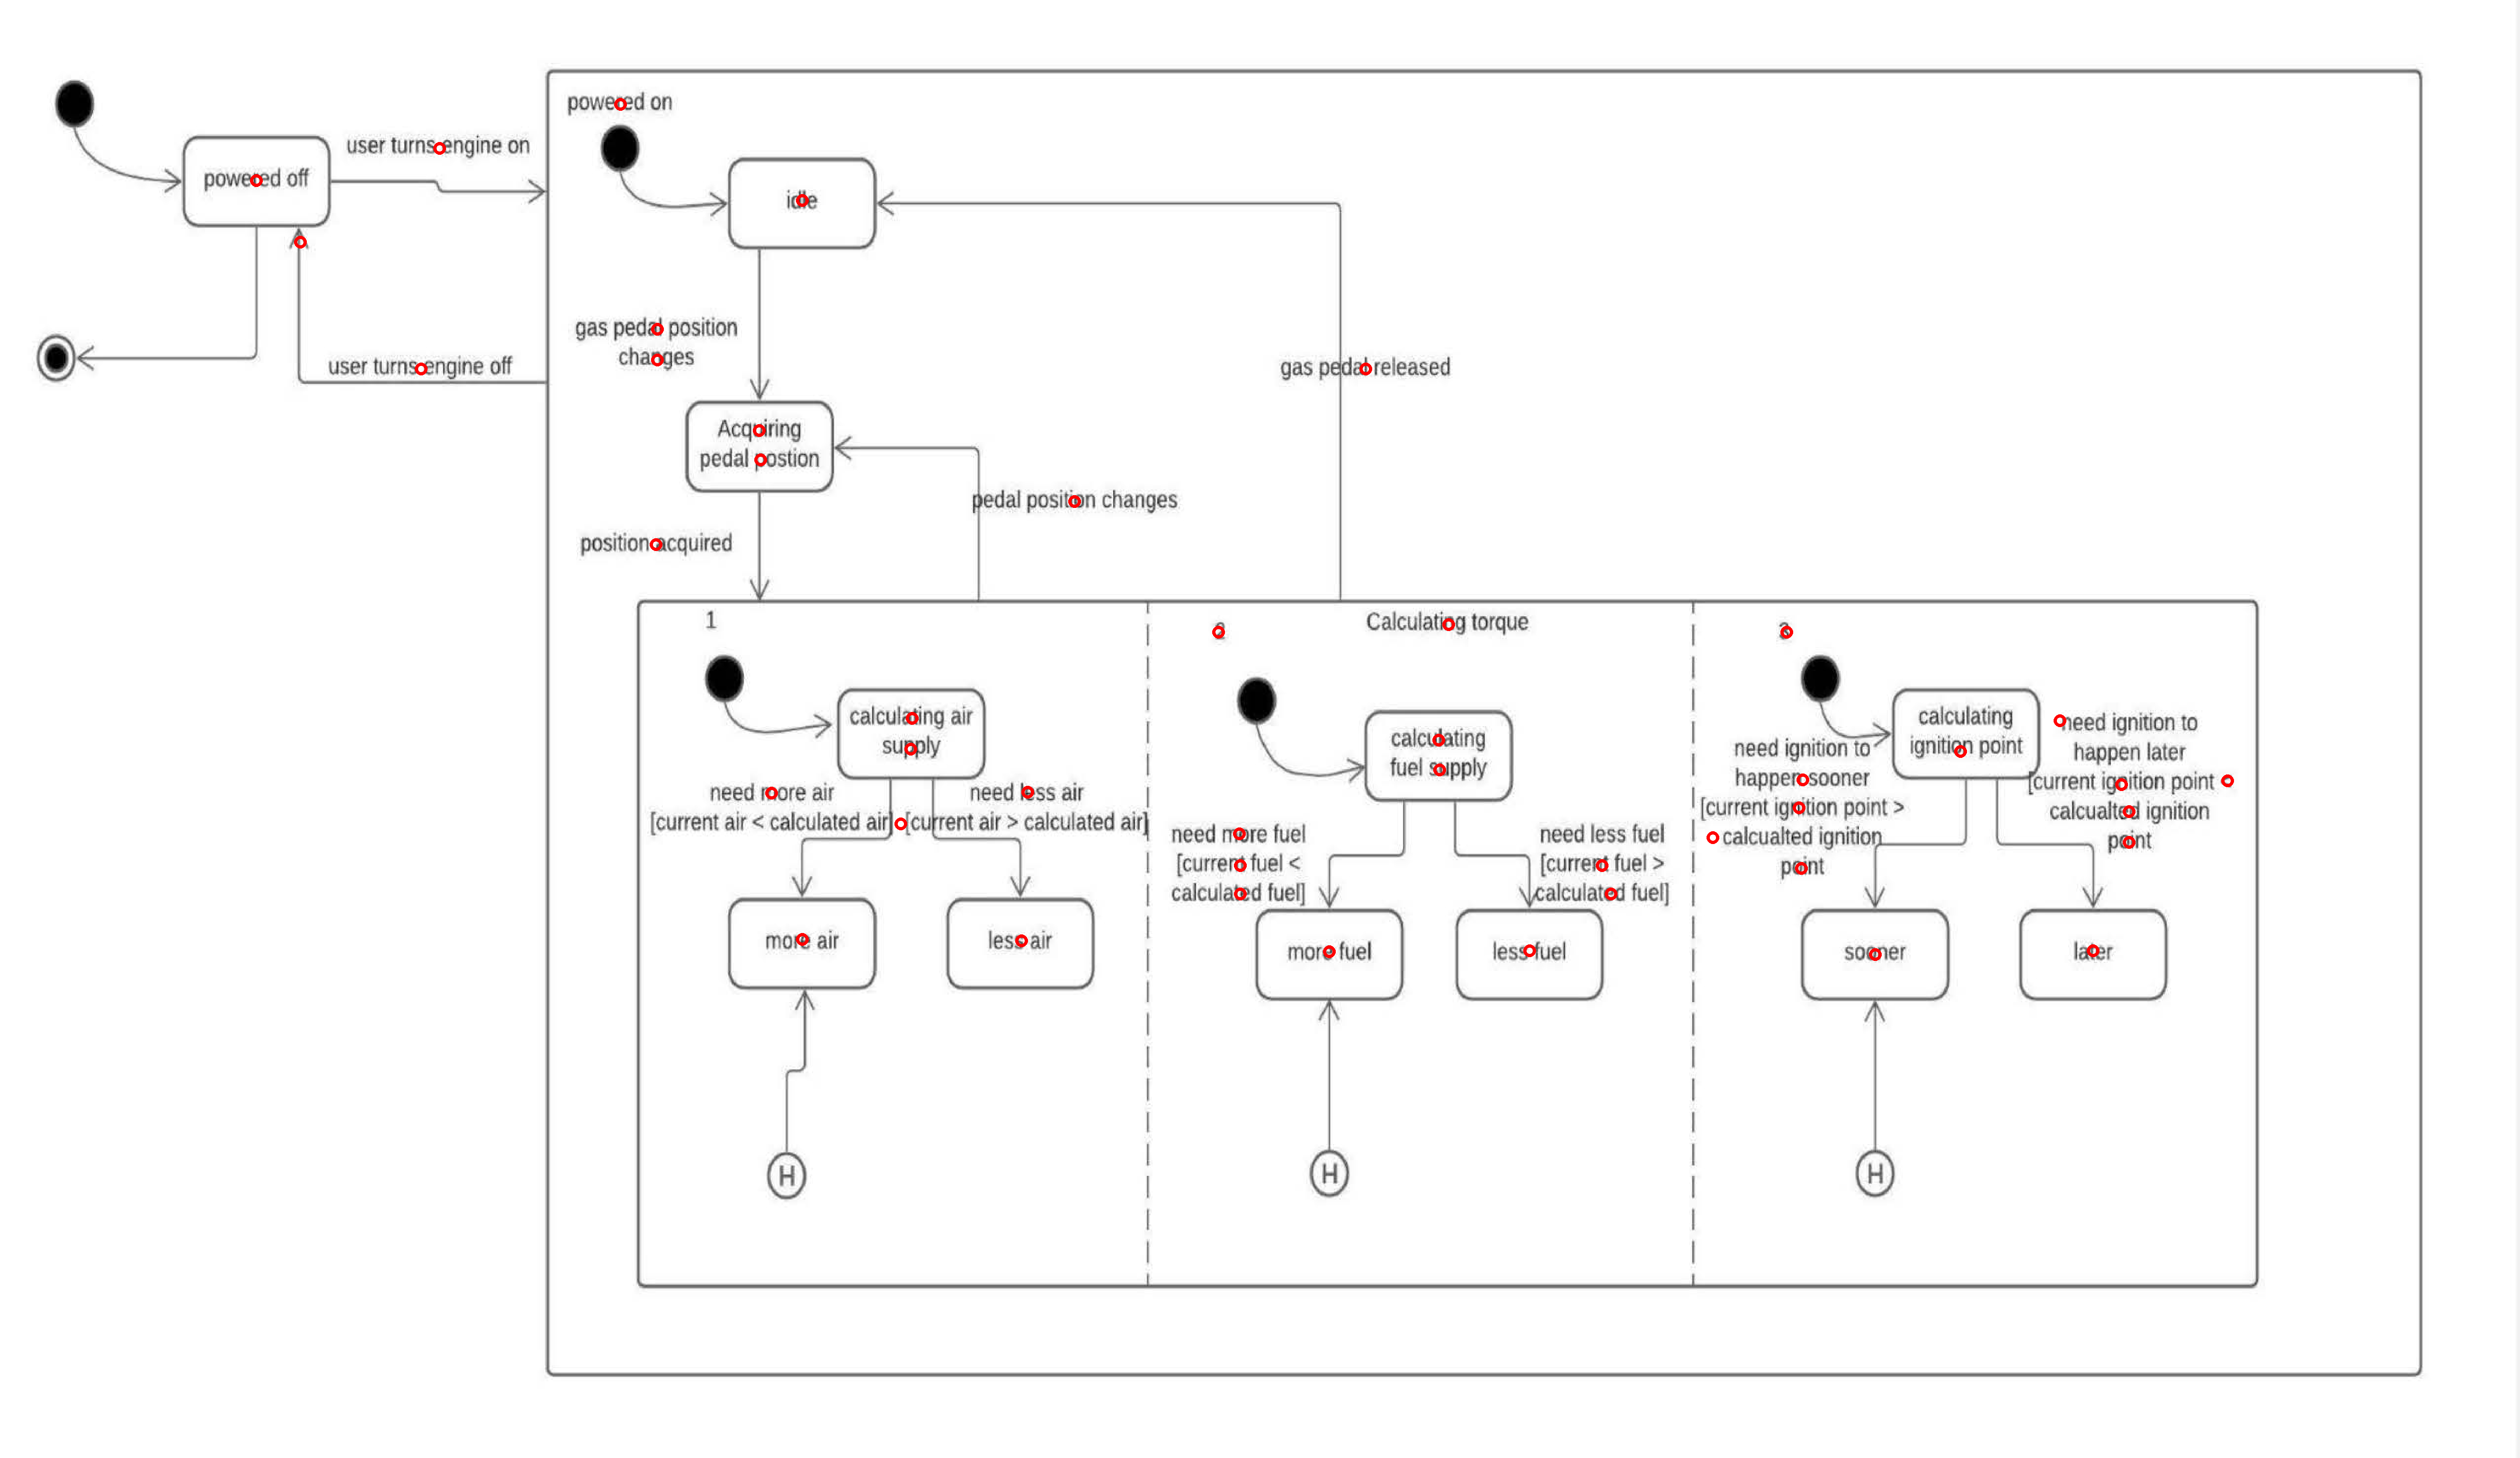 powered on
user turns engine on
powered off
idle
gas pedal position
changes
user turns engine off
gas pedal released
Acquiring
pedal postion
pedal position changes
position acquired
1
2
Calculating torque
3
calculating air
supply
need more air
[current air < calculated air]
need less air
[current air > calculated air]
more air
less air
H
calculating
fuel supply
need more fuel
[current fuel <
calculated fuel]
need less fuel
[current fuel >
calculated fuel]
more fuel
less fuel
H
calculating
ignition point
need ignition to
happen sooner
[current ignition point >
calcualted ignition
point
need ignition to
happen later
[current ignition point
calcualted ignition
point
sooner
later
H